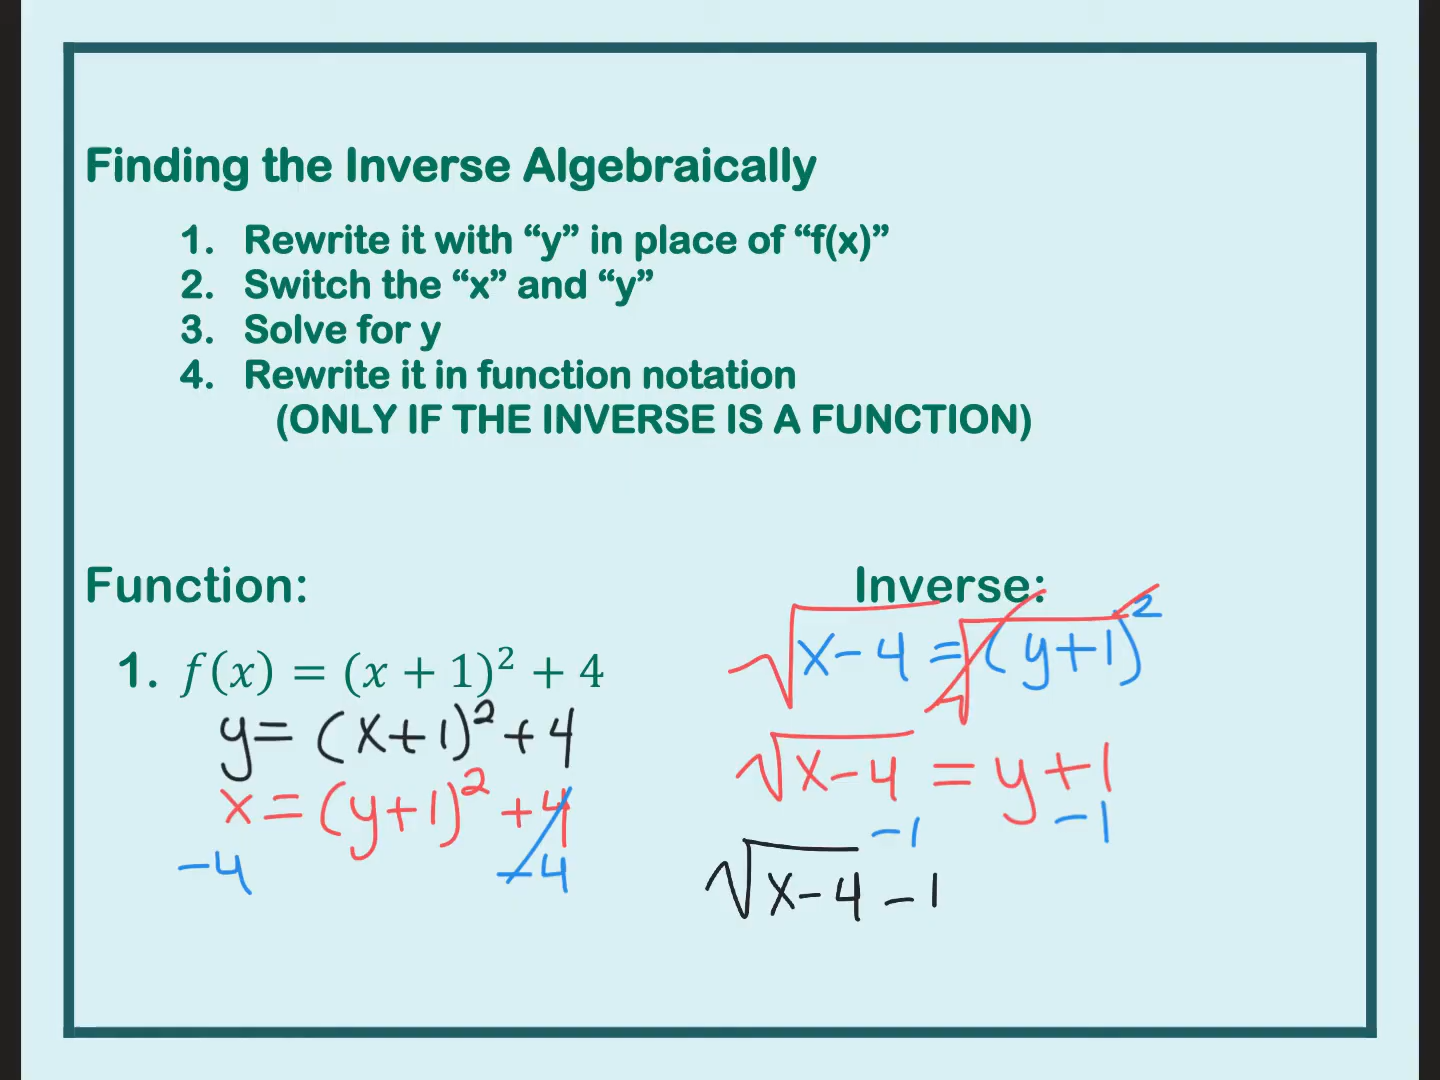 Finding the Inverse Algebraically
1. Rewrite it with “y” in place of “f(x)”
2. Switch the “x” and “y”
3. Solve for y
4. Rewrite it in function notation
(ONLY IF THE INVERSE IS A FUNCTION)
Function:
1. f(x) = (x + 1)² + 4
y = (x+1)² + 4
x = (y+1)² + 4
-4 -4
Inverse:
√x-4 = √(y+1)²
√x-4 = y+1
-1 -1
√x-4 -1